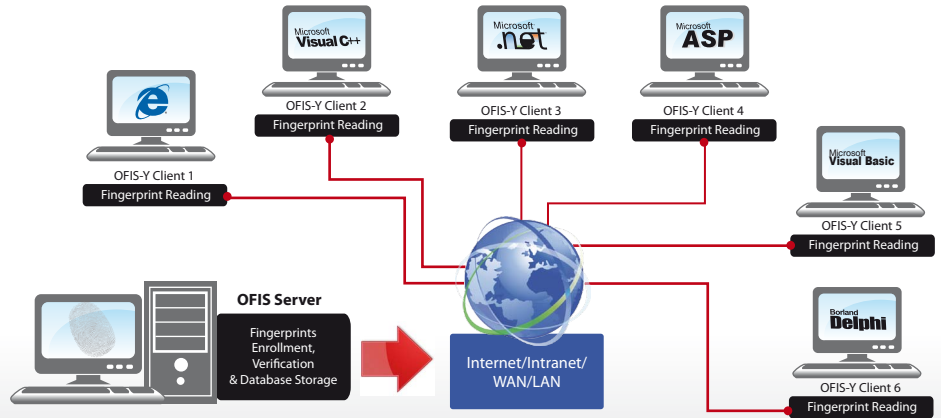 Microsoft
Visual C++
OFIS-Y Client 2
Fingerprint Reading
Microsoft
.net
OFIS-Y Client 3
Fingerprint Reading
Microsoft
ASP
OFIS-Y Client 4
Fingerprint Reading
OFIS-Y Client 1
Fingerprint Reading
Microsoft
Visual Basic
OFIS-Y Client 5
Fingerprint Reading
OFIS Server
Fingerprints
Enrollment,
Verification
& Database Storage
Internet/Intranet/
WAN/LAN
Borland
Delphi
OFIS-Y Client 6
Fingerprint Reading